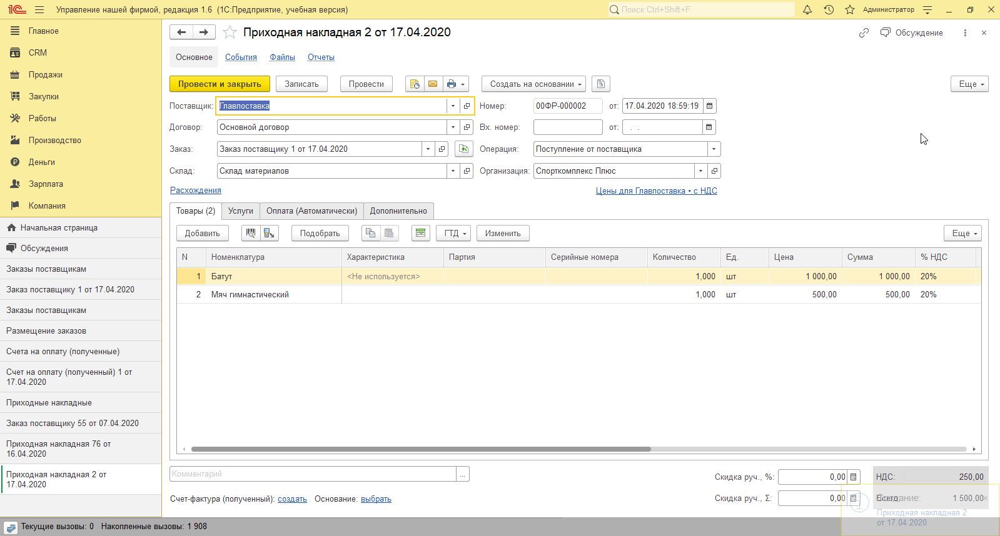 1С Управление нашей фирмой, редакция 1.6 (1С:Предприятие, учебная версия) Поиск Ctrl+Shift+F Администратор
Главное
CRM
Продажи
Закупки
Работы
Производство
Деньги
Зарплата
Компания
Начальная страница
Обсуждения
Заказы поставщикам
Заказ поставщику 1 от 17.04.2020
Заказы поставщикам
Размещение заказов
Счета на оплату (полученные)
Счет на оплату (полученный) 1 от
17.04.2020
Приходные накладные
Заказ поставщику 55 от 07.04.2020
Приходная накладная 76 от
16.04.2020
Приходная накладная 2 от
17.04.2020
Приходная накладная 2 от 17.04.2020 Обсуждение
Основное События Файлы Отчеты
Провести и закрыть Записать Провести Создать на основании Еще
Поставщик: Главпоставка Номер: 00ФР-000002 от: 17.04.2020 18:59:19
Договор: Основной договор Вх. номер: от: . .
Заказ: Заказ поставщику 1 от 17.04.2020 Операция: Поступление от поставщика
Склад: Склад материалов Организация: Спорткомплекс Плюс
Расхождения Цены для Главпоставка • с НДС
Товары (2) Услуги Оплата (Автоматически) Дополнительно
Добавить Подобрать ГТД Изменить Еще
N Номенклатура Характеристика Партия Серийные номера Количество Ед. Цена Сумма % НДС
1 Батут <Не используется> 1,000 шт 1 000,00 1 000,00 20%
2 Мяч гимнастический 1,000 шт 500,00 500,00 20%
Комментарий ... Скидка руч., %: 0,00 НДС: 250,00
Счет-фактура (полученный): создать Основание: выбрать Скидка руч., Σ: 0,00 Всего: 1 500,00
Создание:
Приходная накладная 2
от 17.04.2020
Текущие вызовы: 0 Накопленные вызовы: 1 908